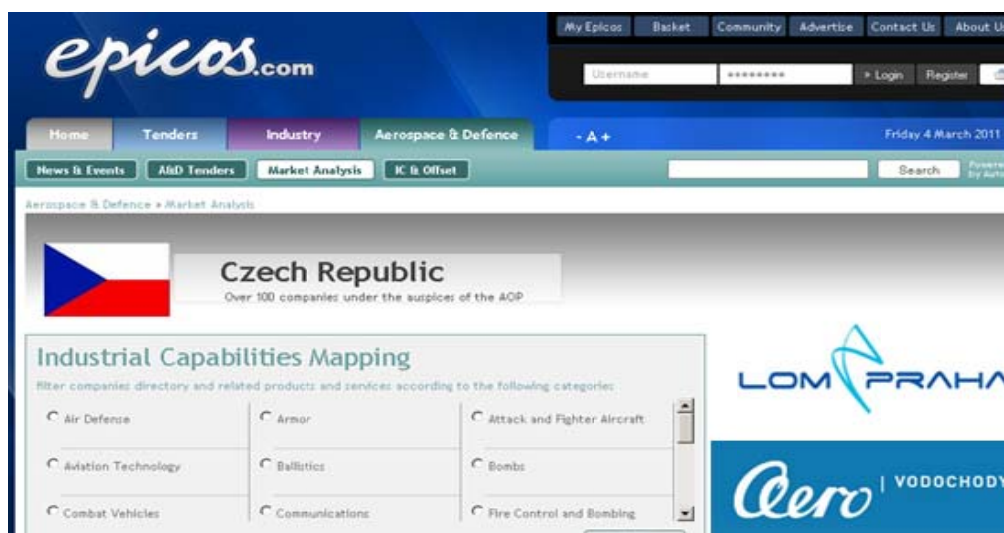 My Epicos Basket Community Advertise Contact Us About Us
epicos.com
Username ******** » Login Register
Home Tenders Industry Aerospace & Defence - A + Friday 4 March 2011
News & Events A&D Tenders Market Analysis IC & Offset Search Powered
by Auto
Aerospace & Defence » Market Analysis
Czech Republic
Over 100 companies under the auspices of the AOP
Industrial Capabilities Mapping
filter companies directory and related products and services according to the following categories
LOM PRAHA
Air Defense Armor Attack and Fighter Aircraft
Aviation Technology Ballistics Bombs
aero | VODOCHODY
Combat Vehicles Communications Fire Control and Bombing